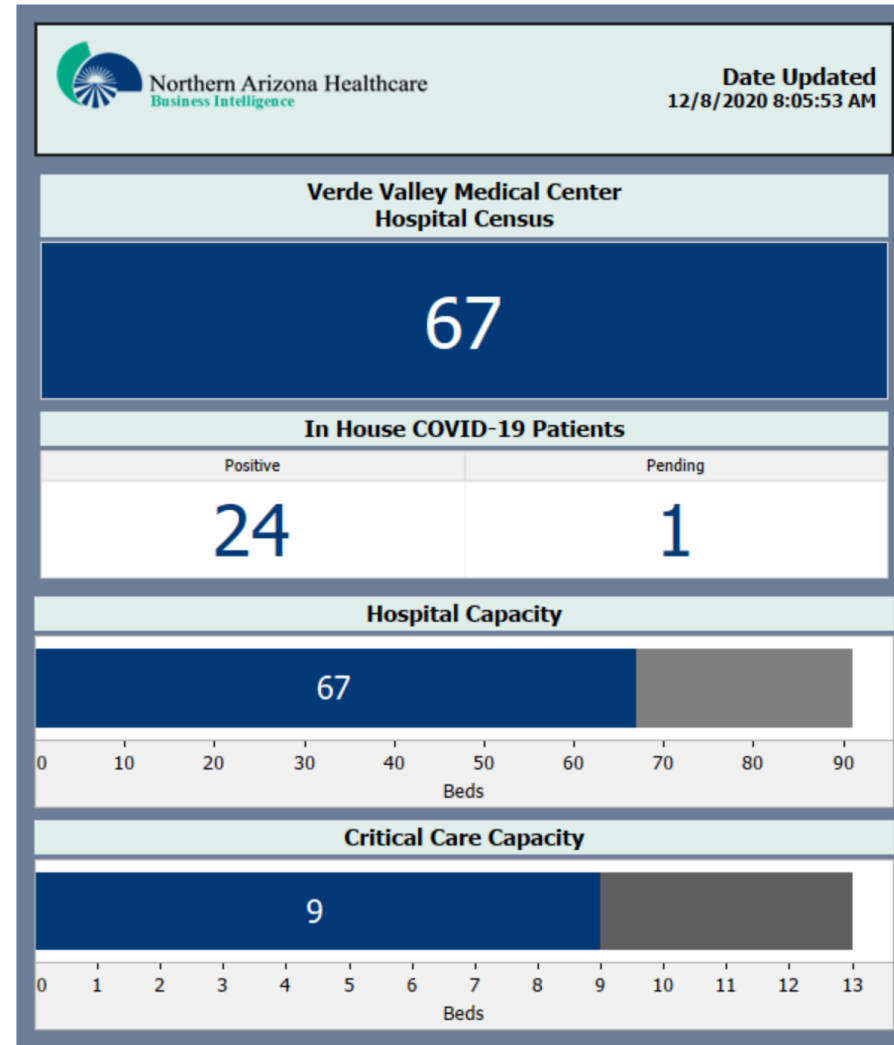 Northern Arizona Healthcare
Business Intelligence
Date Updated
12/8/2020 8:05:53 AM
Verde Valley Medical Center
Hospital Census
67
In House COVID-19 Patients
Positive Pending
24 1
Hospital Capacity
67
0 10 20 30 40 50 60 70 80 90
Beds
Critical Care Capacity
9
0 1 2 3 4 5 6 7 8 9 10 11 12 13
Beds